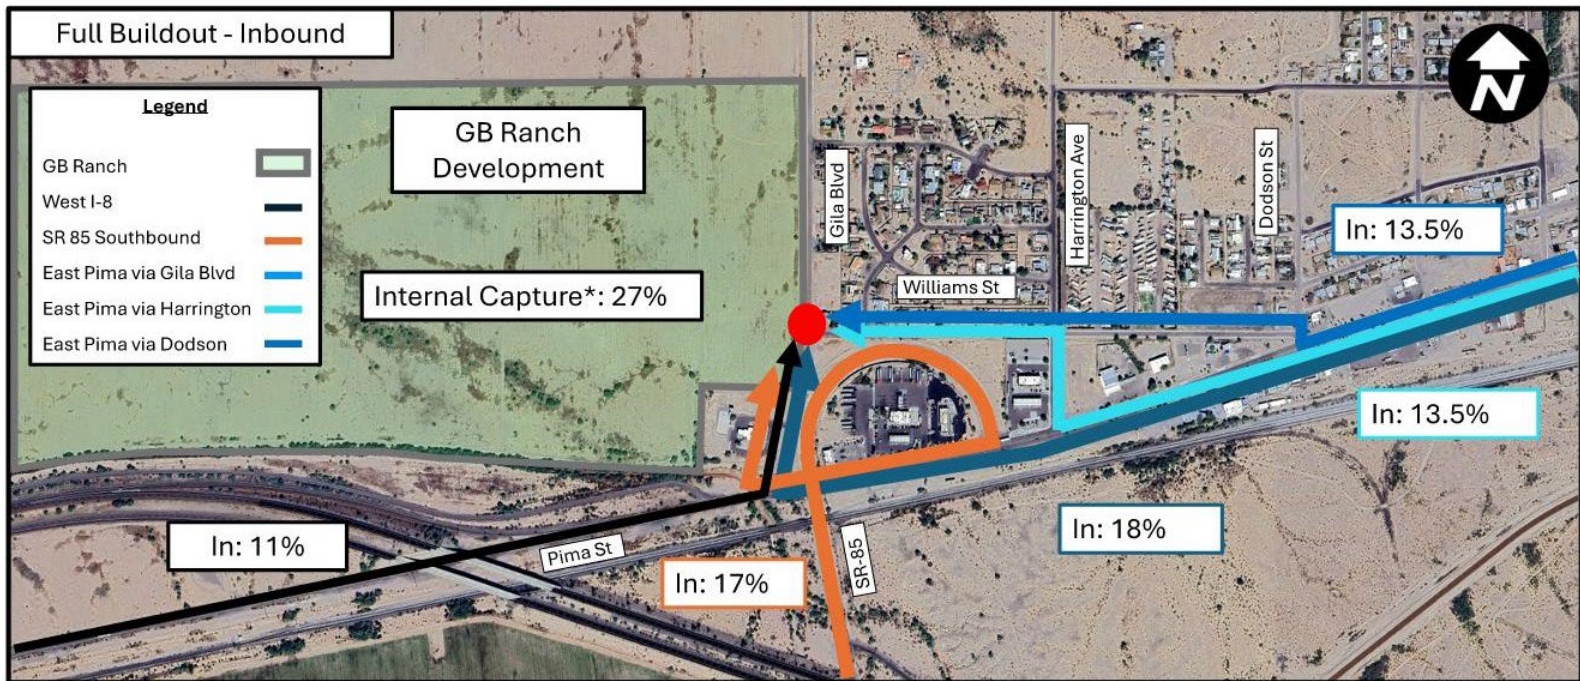 Full Buildout - Inbound
N
Legend
GB Ranch
West I-8
SR 85 Southbound
East Pima via Gila Blvd
East Pima via Harrington
East Pima via Dodson
GB Ranch
Development
Internal Capture*: 27%
Gila Blvd
Harrington Ave
Dodson St
Williams St
In: 13.5%
In: 13.5%
In: 18%
In: 11%
Pima St
In: 17%
SR-85